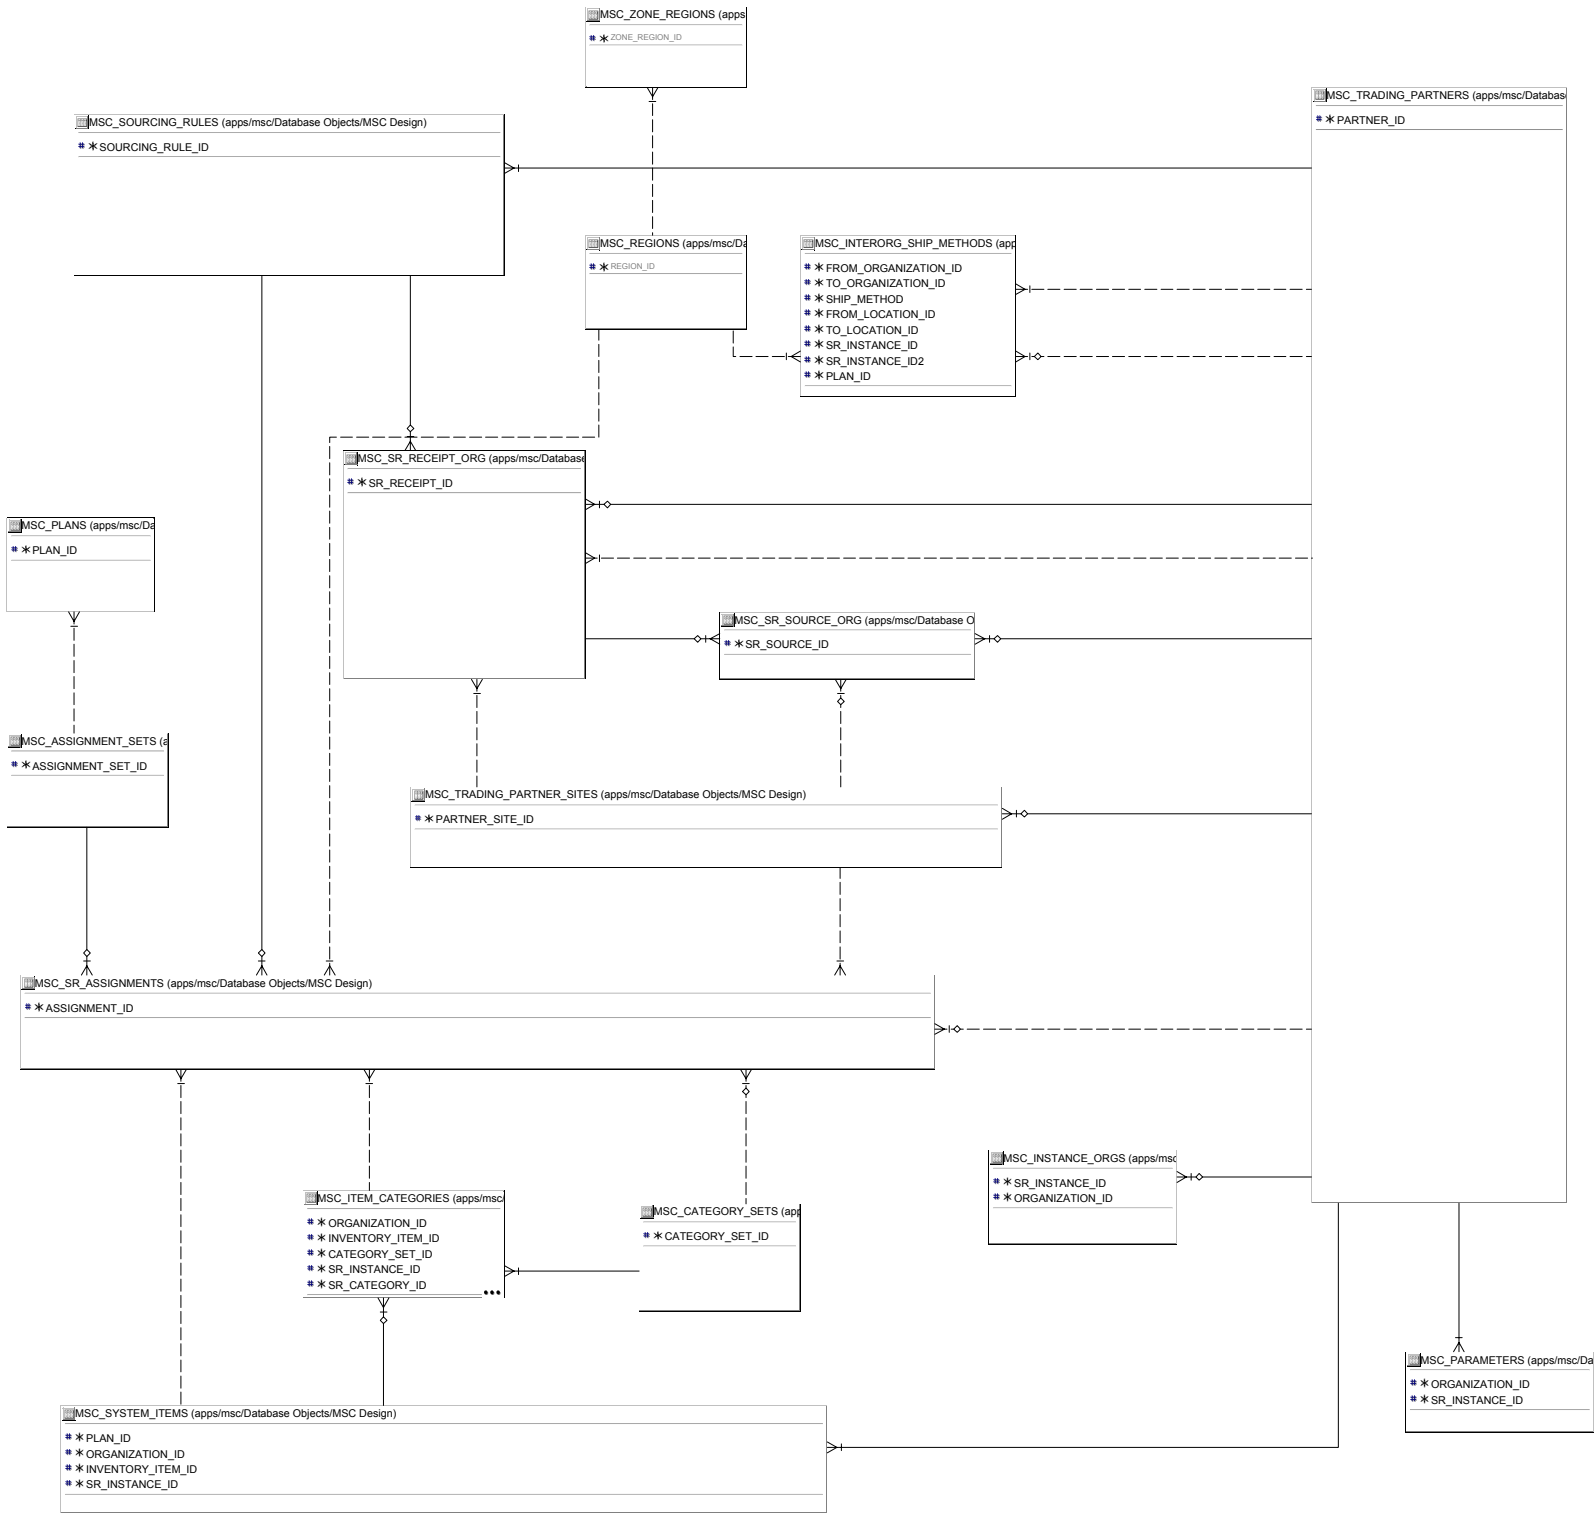 MSC_ZONE_REGIONS (apps
# * ZONE_REGION_ID
MSC_TRADING_PARTNERS (apps/msc/Database
# * PARTNER_ID
MSC_SOURCING_RULES (apps/msc/Database Objects/MSC Design)
# * SOURCING_RULE_ID
MSC_REGIONS (apps/msc/Da
# * REGION_ID
MSC_INTERORG_SHIP_METHODS (app
# * FROM_ORGANIZATION_ID
# * TO_ORGANIZATION_ID
# * SHIP_METHOD
# * FROM_LOCATION_ID
# * TO_LOCATION_ID
# * SR_INSTANCE_ID
# * SR_INSTANCE_ID2
# * PLAN_ID
MSC_SR_RECEIPT_ORG (apps/msc/Database
# * SR_RECEIPT_ID
MSC_PLANS (apps/msc/Da
# * PLAN_ID
MSC_SR_SOURCE_ORG (apps/msc/Database O
# * SR_SOURCE_ID
MSC_ASSIGNMENT_SETS (a
# * ASSIGNMENT_SET_ID
MSC_TRADING_PARTNER_SITES (apps/msc/Database Objects/MSC Design)
# * PARTNER_SITE_ID
MSC_SR_ASSIGNMENTS (apps/msc/Database Objects/MSC Design)
# * ASSIGNMENT_ID
MSC_INSTANCE_ORGS (apps/msc
# * SR_INSTANCE_ID
# * ORGANIZATION_ID
MSC_ITEM_CATEGORIES (apps/msc/
# * ORGANIZATION_ID
# * INVENTORY_ITEM_ID
# * CATEGORY_SET_ID
# * SR_INSTANCE_ID
# * SR_CATEGORY_ID
...
MSC_CATEGORY_SETS (app
# * CATEGORY_SET_ID
MSC_PARAMETERS (apps/msc/Da
# * ORGANIZATION_ID
# * SR_INSTANCE_ID
MSC_SYSTEM_ITEMS (apps/msc/Database Objects/MSC Design)
# * PLAN_ID
# * ORGANIZATION_ID
# * INVENTORY_ITEM_ID
# * SR_INSTANCE_ID